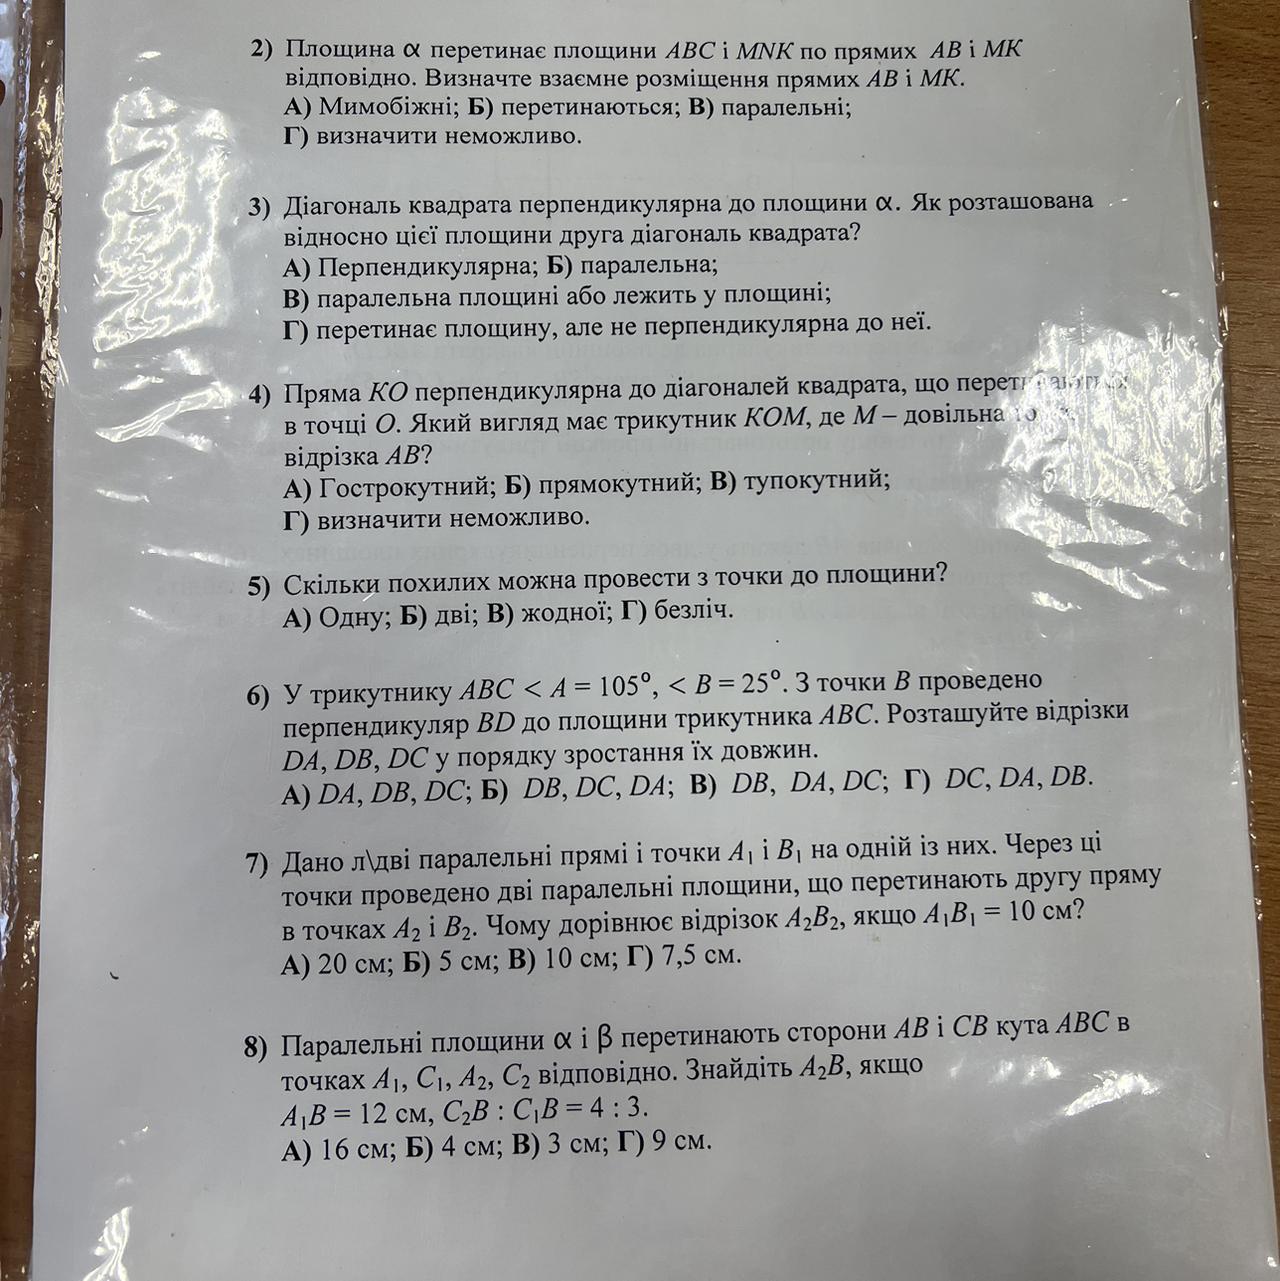 2) Площина α перетинає площини ABC і MNK по прямих AB і MK
відповідно. Визначте взаємне розміщення прямих AB і MK.
А) Мимобіжні; Б) перетинаються; В) паралельні;
Г) визначити неможливо.
3) Діагональ квадрата перпендикулярна до площини α. Як розташована
відносно цієї площини друга діагональ квадрата?
А) Перпендикулярна; Б) паралельна;
В) паралельна площині або лежить у площині;
Г) перетинає площину, але не перпендикулярна до неї.
4) Пряма KO перпендикулярна до діагоналей квадрата, що перетинаються
в точці O. Який вигляд має трикутник KOM, де M – довільна
відрізка AB?
А) Гострокутний; Б) прямокутний; В) тупокутний;
Г) визначити неможливо.
5) Скільки похилих можна провести з точки до площини?
А) Одну; Б) дві; В) жодної; Г) безліч.
6) У трикутнику ABC < A = 105°, < B = 25°. З точки B проведено
перпендикуляр BD до площини трикутника ABC. Розташуйте відрізки
DA, DB, DC у порядку зростання їх довжин.
А) DA, DB, DC; Б) DB, DC, DA; В) DB, DA, DC; Г) DC, DA, DB.
7) Дано л\дві паралельні прямі і точки A₁ і B₁ на одній із них. Через ці
точки проведено дві паралельні площини, що перетинають другу пряму
в точках A₂ і B₂. Чому дорівнює відрізок A₂B₂, якщо A₁B₁ = 10 см?
А) 20 см; Б) 5 см; В) 10 см; Г) 7,5 см.
8) Паралельні площини α і β перетинають сторони AB і CB кута ABC в
точках A₁, C₁, A₂, C₂ відповідно. Знайдіть A₂B, якщо
A₁B = 12 см, C₂B : C₁B = 4 : 3.
А) 16 см; Б) 4 см; В) 3 см; Г) 9 см.